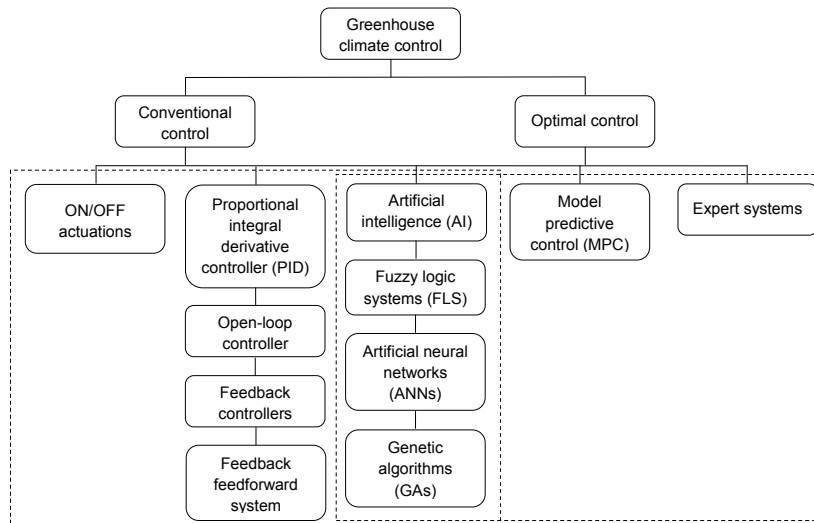 Greenhouse
climate control
Conventional
control
Optimal control
ON/OFF
actuations
Proportional
integral
derivative
controller (PID)
Artificial
intelligence (AI)
Model
predictive
control (MPC)
Expert systems
Fuzzy logic
systems (FLS)
Open-loop
controller
Artificial neural
networks
(ANNs)
Feedback
controllers
Genetic
algorithms
(GAs)
Feedback
feedforward
system